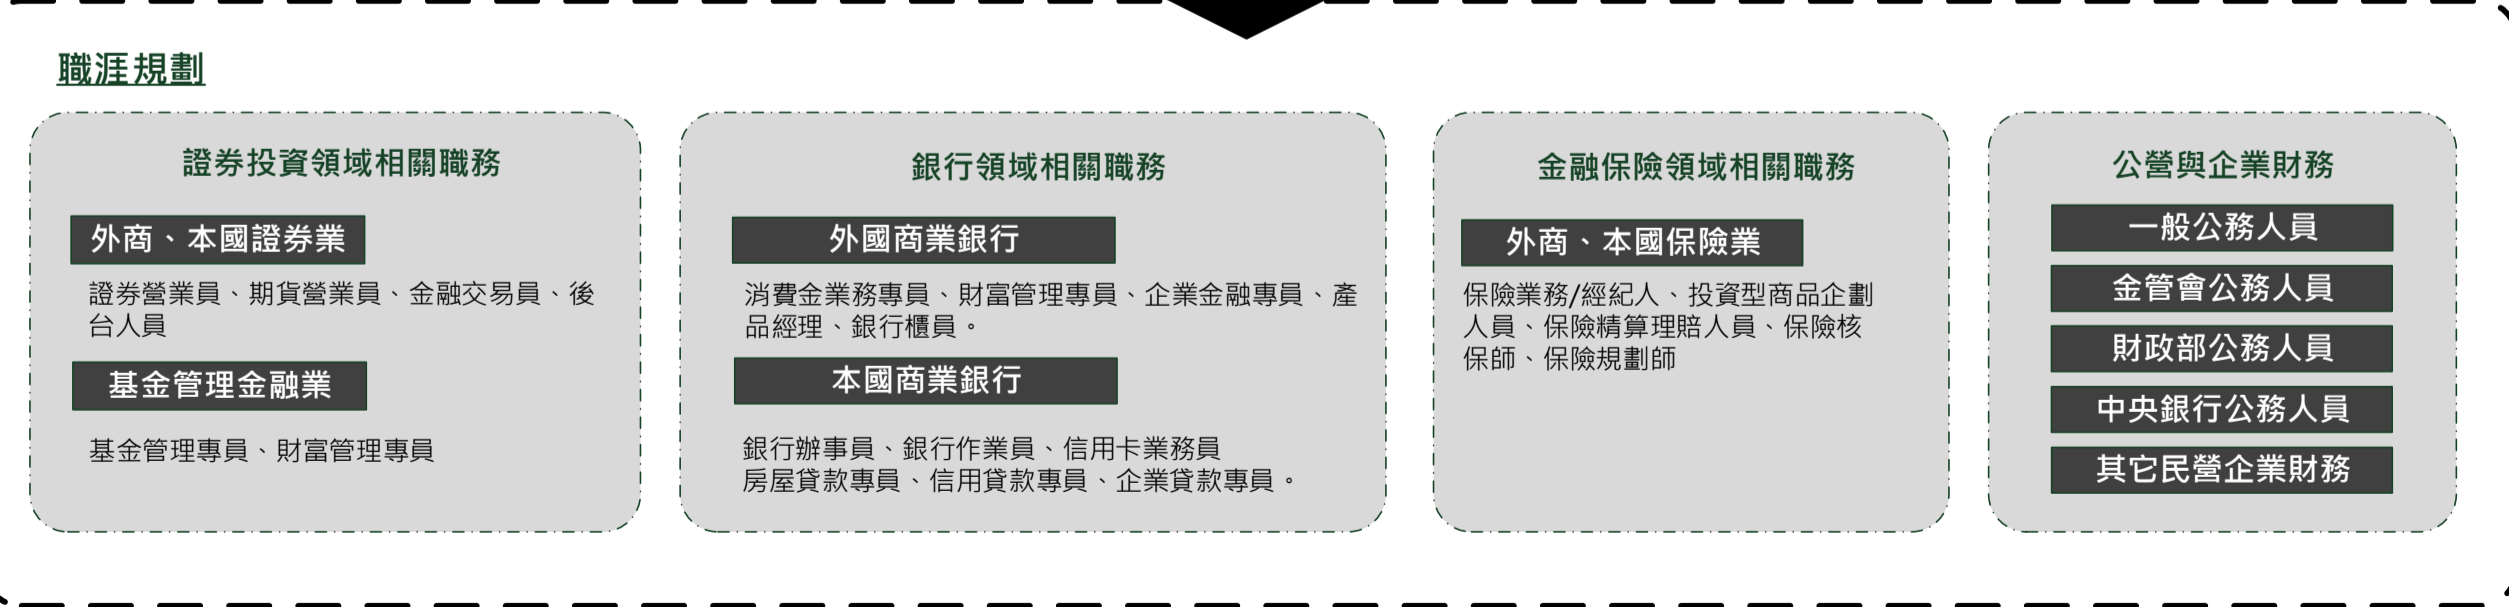 職涯規劃
證券投資領域相關職務
外商、本國證券業
證券營業員、期貨營業員、金融交易員、後
台人員
基金管理金融業
基金管理專員、財富管理專員
銀行領域相關職務
外國商業銀行
消費金業務專員、財富管理專員、企業金融專員、產
品經理、銀行櫃員。
本國商業銀行
銀行辦事員、銀行作業員、信用卡業務員
房屋貸款專員、信用貸款專員、企業貸款專員。
金融保險領域相關職務
外商、本國保險業
保險業務/經紀人、投資型商品企劃
人員、保險精算理賠人員、保險核
保師、保險規劃師
公營與企業財務
一般公務人員
金管會公務人員
財政部公務人員
中央銀行公務人員
其它民營企業財務